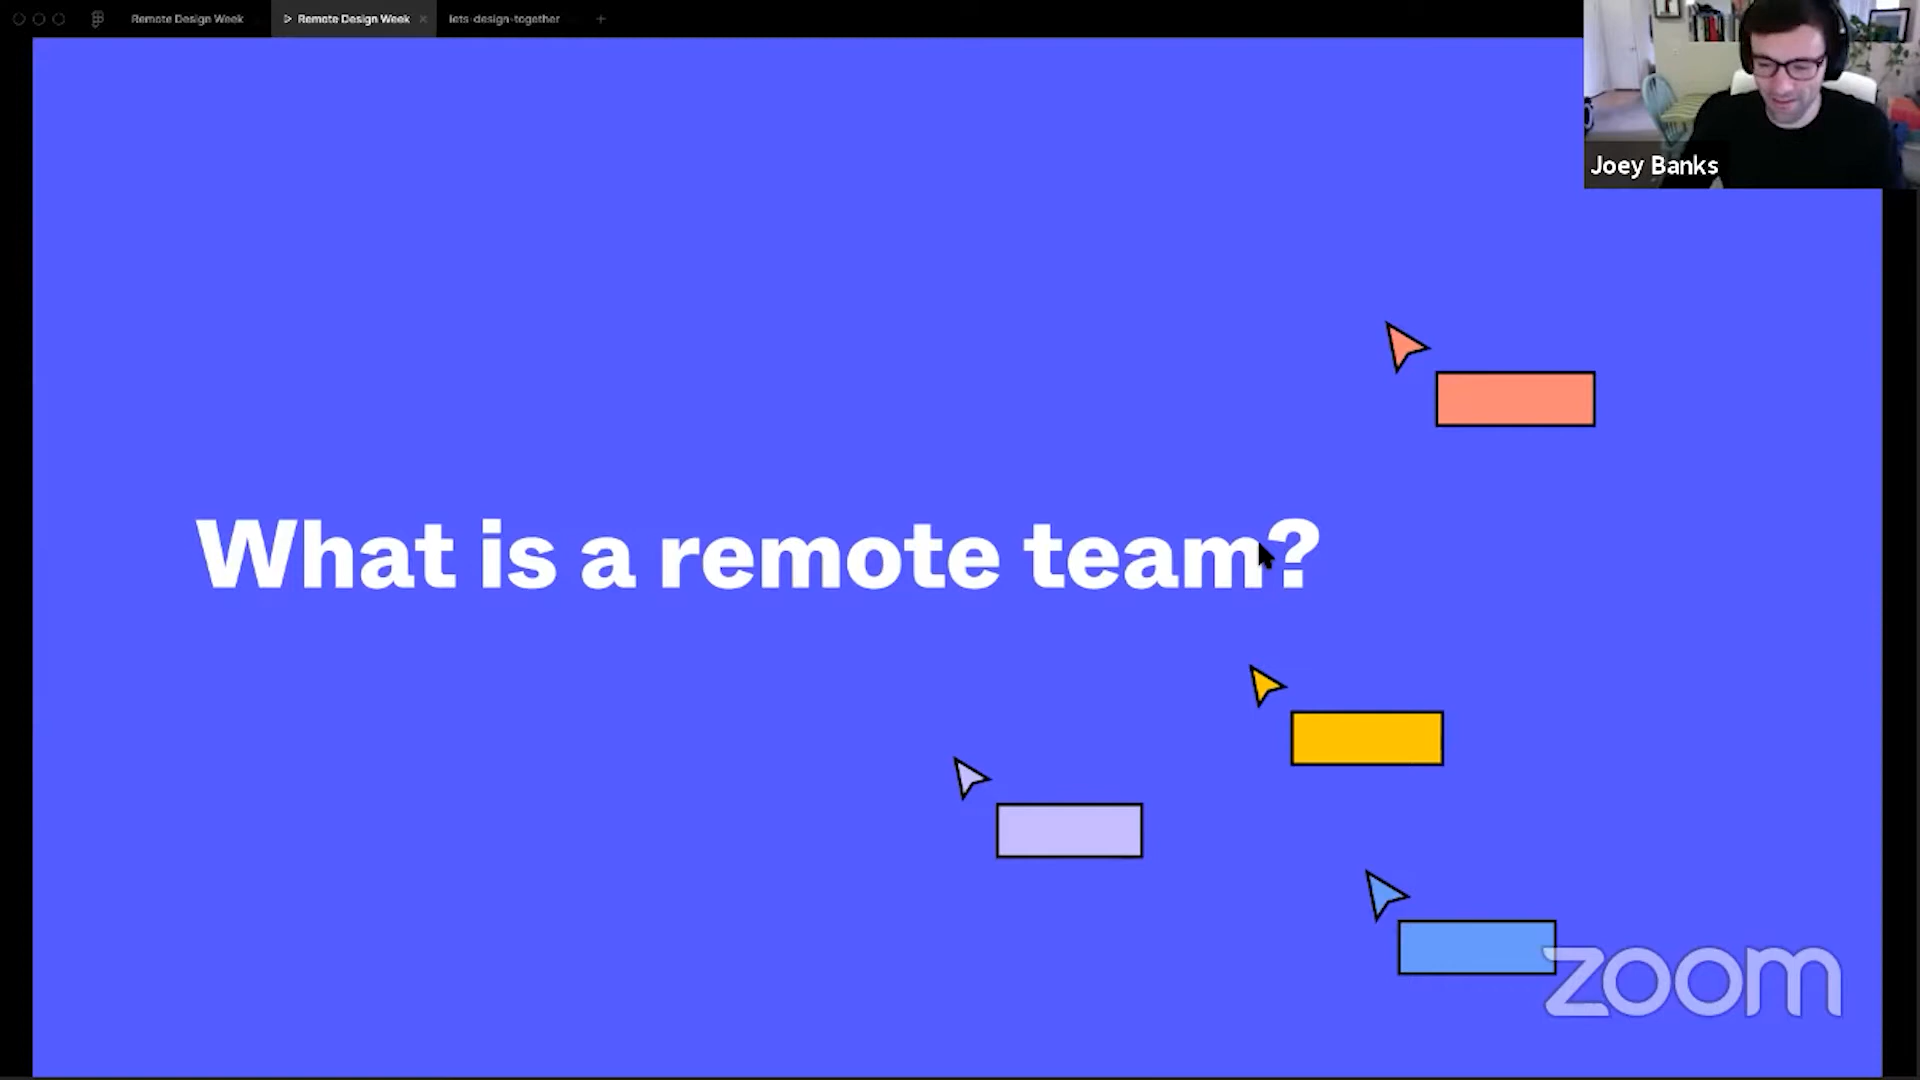 Remote Design Week
Remote Design Week
lets-design-together
Joey Banks
What is a remote team?
zoom